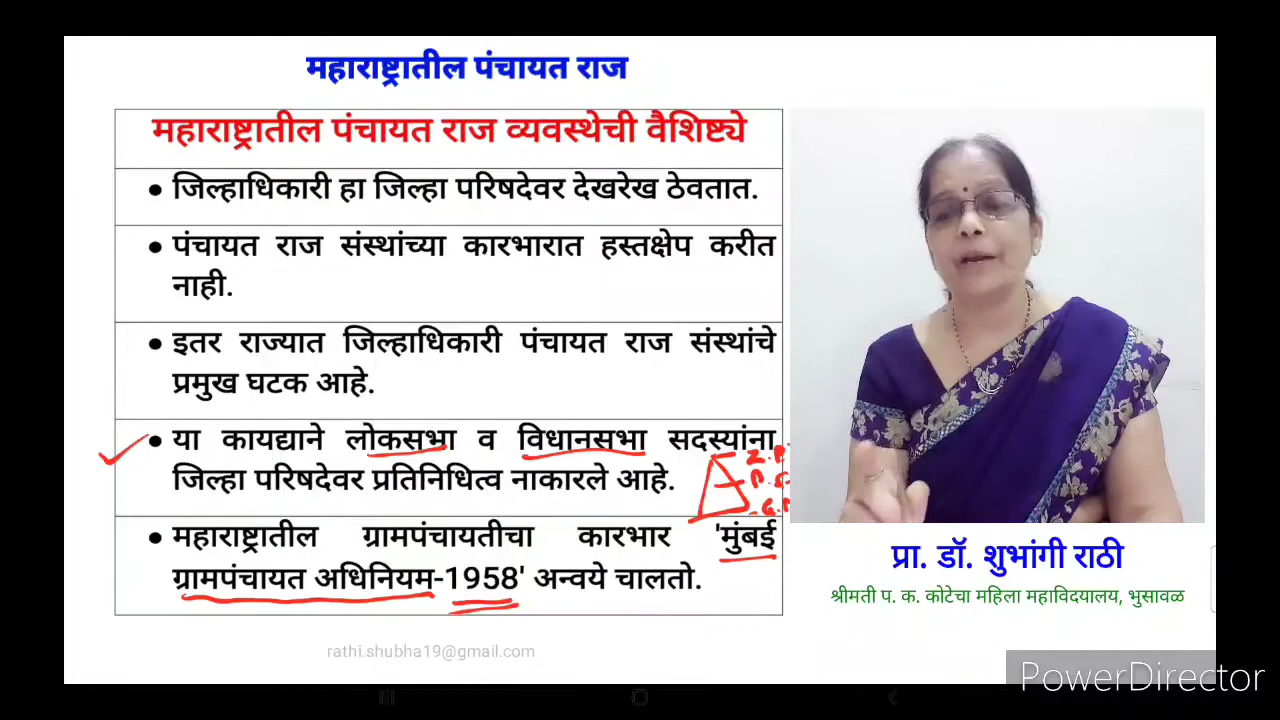 महाराष्ट्रातील पंचायत राज
महाराष्ट्रातील पंचायत राज व्यवस्थेची वैशिष्ट्ये
• जिल्हाधिकारी हा जिल्हा परिषदेवर देखरेख ठेवतात.
• पंचायत राज संस्थांच्या कारभारात हस्तक्षेप करीत
नाही.
• इतर राज्यात जिल्हाधिकारी पंचायत राज संस्थांचे
प्रमुख घटक आहे.
• या कायद्याने लोकसभा व विधानसभा सदस्यांना
जिल्हा परिषदेवर प्रतिनिधित्व नाकारले आहे.
• महाराष्ट्रातील ग्रामपंचायतीचा कारभार 'मुंबई
ग्रामपंचायत अधिनियम-1958' अन्वये चालतो.
प्रा. डॉ. शुभांगी राठी
श्रीमती प. क. कोटेचा महिला महाविदयालय, भुसावळ
rathi.shubha19@gmail.com
PowerDirector